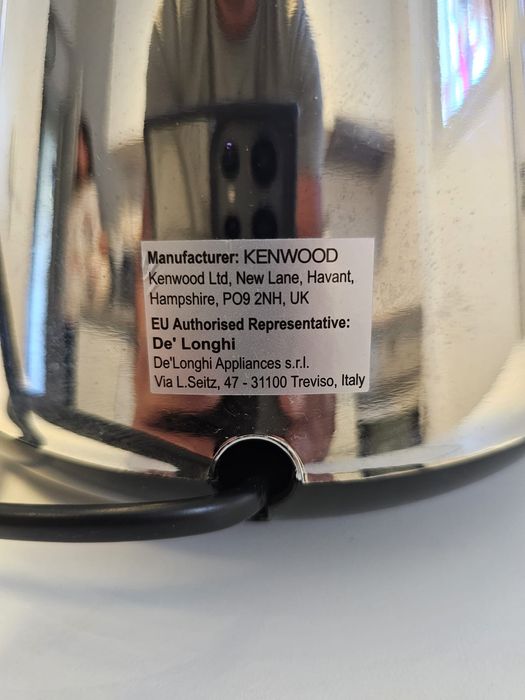 Manufacturer: KENWOOD
Kenwood Ltd, New Lane, Havant,
Hampshire, PO9 2NH, UK
EU Authorised Representative:
De' Longhi
De'Longhi Appliances s.r.l.
Via L.Seitz, 47 - 31100 Treviso, Italy